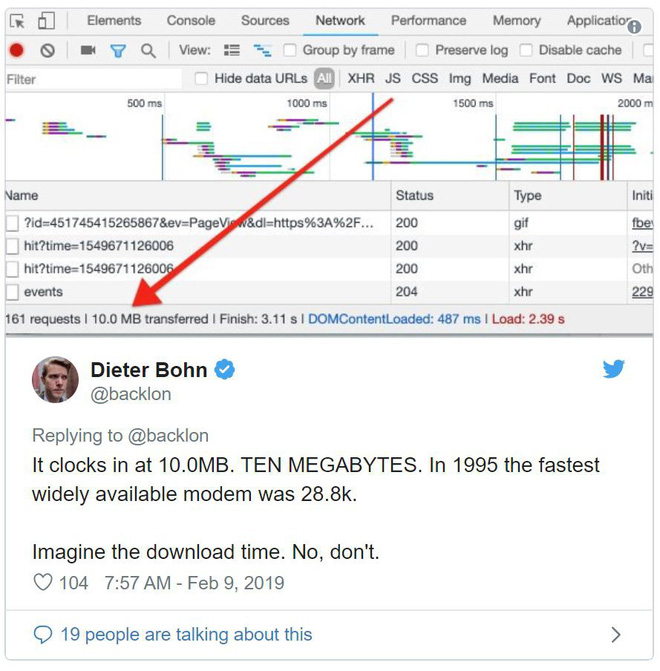 Elements Console Sources Network Performance Memory Application
View: Group by frame Preserve log Disable cache
Filter Hide data URLs All XHR JS CSS Img Media Font Doc WS Ma
500 ms 1000 ms 1500 ms 2000 m
Name Status Type Initi
?id=451745415265867&ev=PageView&dl=https%3A%2F... 200 gif fbev
hit?time=1549671126006 200 xhr ?v=
hit?time=1549671126006 200 xhr Oth
events 204 xhr 229
161 requests | 10.0 MB transferred | Finish: 3.11 s | DOMContentLoaded: 487 ms | Load: 2.39 s
Dieter Bohn
@backlon
Replying to @backlon
It clocks in at 10.0MB. TEN MEGABYTES. In 1995 the fastest
widely available modem was 28.8k.
Imagine the download time. No, don't.
104 7:57 AM - Feb 9, 2019
19 people are talking about this